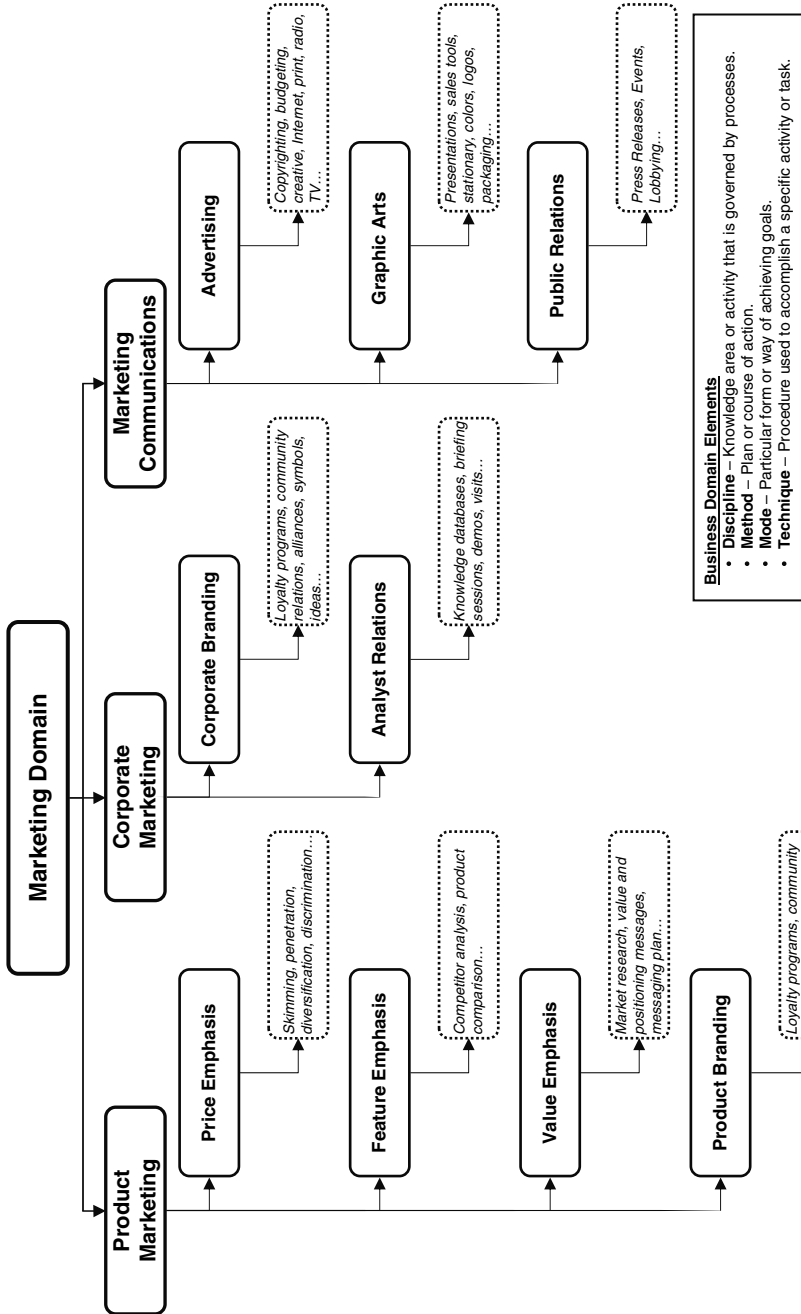 Marketing Domain
Product
Marketing
Price Emphasis
Skimming, penetration,
diversification, discrimination…
Feature Emphasis
Competitor analysis, product
comparison…
Value Emphasis
Market research, value and
positioning messages,
messaging plan…
Product Branding
Loyalty programs, community
Corporate
Marketing
Corporate Branding
Loyalty programs, community
relations, alliances, symbols,
ideas…
Analyst Relations
Knowledge databases, briefing
sessions, demos, visits…
Marketing
Communications
Advertising
Copyrighting, budgeting,
creative, Internet, print, radio,
TV…
Graphic Arts
Presentations, sales tools,
stationary, colors, logos,
packaging…
Public Relations
Press Releases, Events,
Lobbying…
Business Domain Elements
• Discipline – Knowledge area or activity that is governed by processes.
• Method – Plan or course of action.
• Mode – Particular form or way of achieving goals.
• Technique – Procedure used to accomplish a specific activity or task.